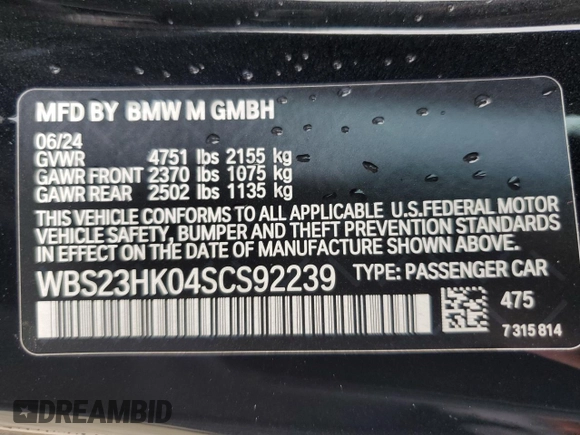 MFD BY BMW M GMBH
06/24
GVWR 4751 lbs 2155 kg
GAWR FRONT 2370 lbs 1075 kg
GAWR REAR 2502 lbs 1135 kg
THIS VEHICLE CONFORMS TO ALL APPLICABLE U.S.FEDERAL MOTOR
VEHICLE SAFETY, BUMPER AND THEFT PREVENTION STANDARDS
IN EFFECT ON THE DATE OF MANUFACTURE SHOWN ABOVE.
WBS23HK04SCS92239 TYPE: PASSENGER CAR
475
7 315 814
DREAMBID